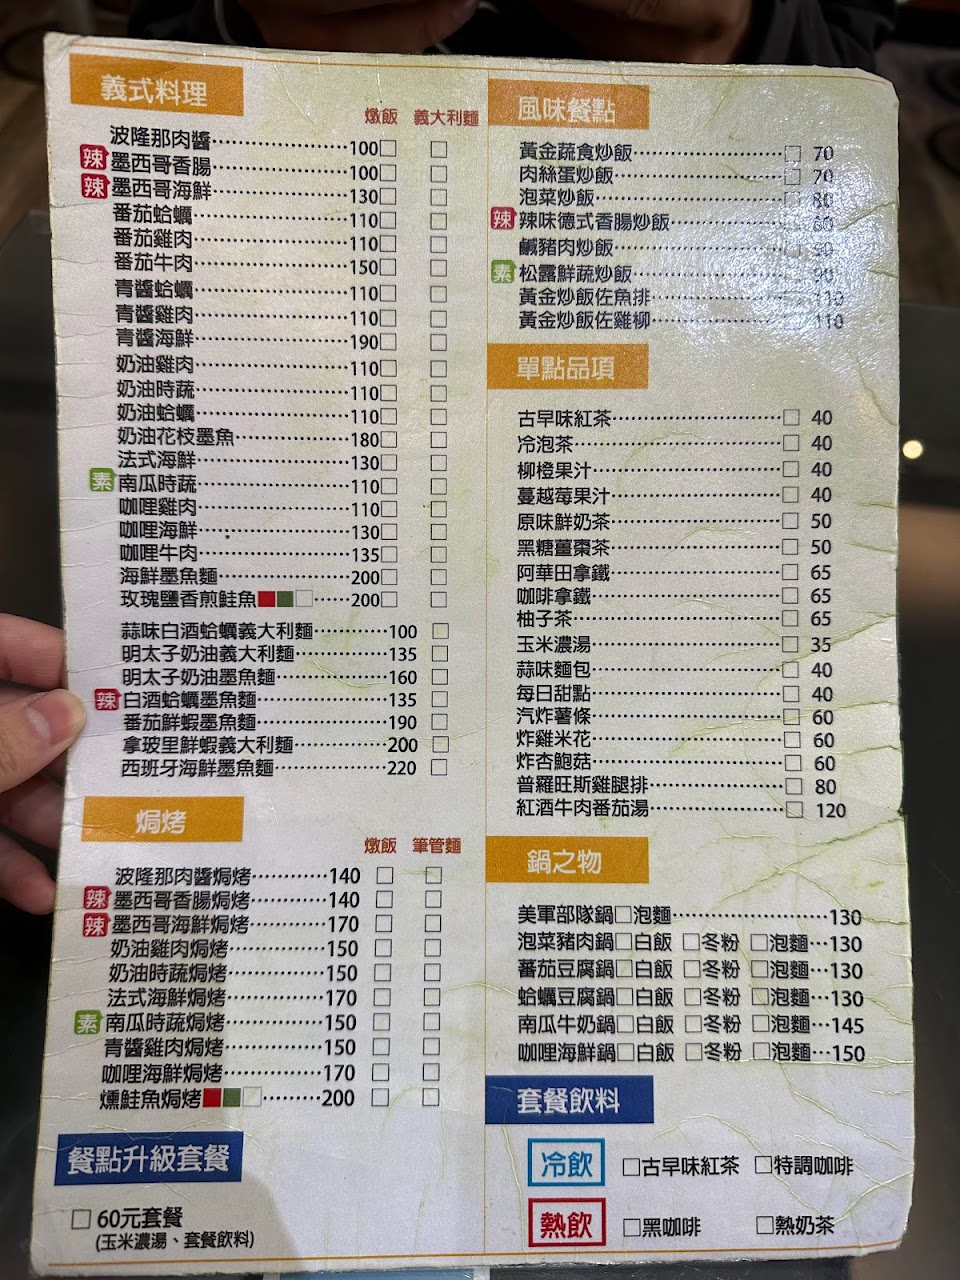 義式料理
燉飯 義大利麵
波隆那肉醬 100□ □
辣 墨西哥香腸 100□ □
辣 墨西哥海鮮 130□ □
番茄蛤蠣 110□ □
番茄雞肉 110□ □
番茄牛肉 150□ □
青醬蛤蠣 110□ □
青醬雞肉 110□ □
青醬海鮮 190□ □
奶油雞肉 110□ □
奶油時蔬 110□ □
奶油蛤蠣 110□ □
奶油花枝墨魚 180□ □
法式海鮮 130□ □
素 南瓜時蔬 110□ □
咖哩雞肉 110□ □
咖哩海鮮 130□ □
咖哩牛肉 135□ □
海鮮墨魚麵 200□ □
玫瑰鹽香煎鮭魚 200□ □
蒜味白酒蛤蠣義大利麵 100 □
明太子奶油義大利麵 135 □
明太子奶油墨魚麵 160 □
辣 白酒蛤蠣墨魚麵 135 □
番茄鮮蝦墨魚麵 190 □
拿玻里鮮蝦義大利麵 200 □
西班牙海鮮墨魚麵 220 □
焗烤
燉飯 筆管麵
波隆那肉醬焗烤 140 □ □
辣 墨西哥香腸焗烤 140 □ □
辣 墨西哥海鮮焗烤 170 □ □
奶油雞肉焗烤 150 □ □
奶油時蔬焗烤 150 □ □
法式海鮮焗烤 170 □ □
素 南瓜時蔬焗烤 150 □ □
青醬雞肉焗烤 150 □ □
咖哩海鮮焗烤 170 □ □
燻鮭魚焗烤 200 □ □
餐點升級套餐
□ 60元套餐
(玉米濃湯、套餐飲料)
風味餐點
黃金蔬食炒飯 □ 70
肉絲蛋炒飯 □ 70
泡菜炒飯 □ 80
辣 辣味德式香腸炒飯 □
鹹豬肉炒飯 □
素 松露鮮蔬炒飯 □ 90
黃金炒飯佐魚排 □ 110
黃金炒飯佐雞柳 □ 110
單點品項
古早味紅茶 □ 40
冷泡茶 □ 40
柳橙果汁 □ 40
蔓越莓果汁 □ 40
原味鮮奶茶 □ 50
黑糖薑棗茶 □ 50
阿華田拿鐵 □ 65
咖啡拿鐵 □ 65
柚子茶 □ 65
玉米濃湯 □ 35
蒜味麵包 □ 40
每日甜點 □ 40
汽炸薯條 □ 60
炸雞米花 □ 60
炸杏鮑菇 □ 60
普羅旺斯雞腿排 □ 80
紅酒牛肉番茄湯 □ 120
鍋之物
美軍部隊鍋□泡麵 130
泡菜豬肉鍋□白飯 □冬粉 □泡麵 130
蕃茄豆腐鍋□白飯 □冬粉 □泡麵 130
蛤蠣豆腐鍋□白飯 □冬粉 □泡麵 130
南瓜牛奶鍋□白飯 □冬粉 □泡麵 145
咖哩海鮮鍋□白飯 □冬粉 □泡麵 150
套餐飲料
冷飲 □古早味紅茶 □特調咖啡
熱飲 □黑咖啡 □熱奶茶